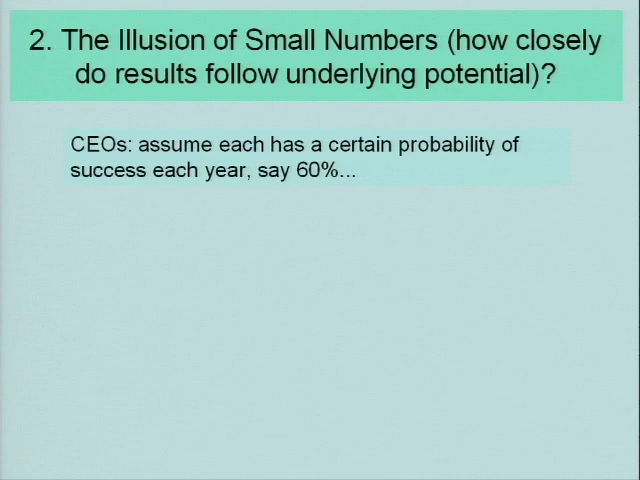 2. The Illusion of Small Numbers (how closely
do results follow underlying potential)?
CEOs: assume each has a certain probability of
success each year, say 60%...